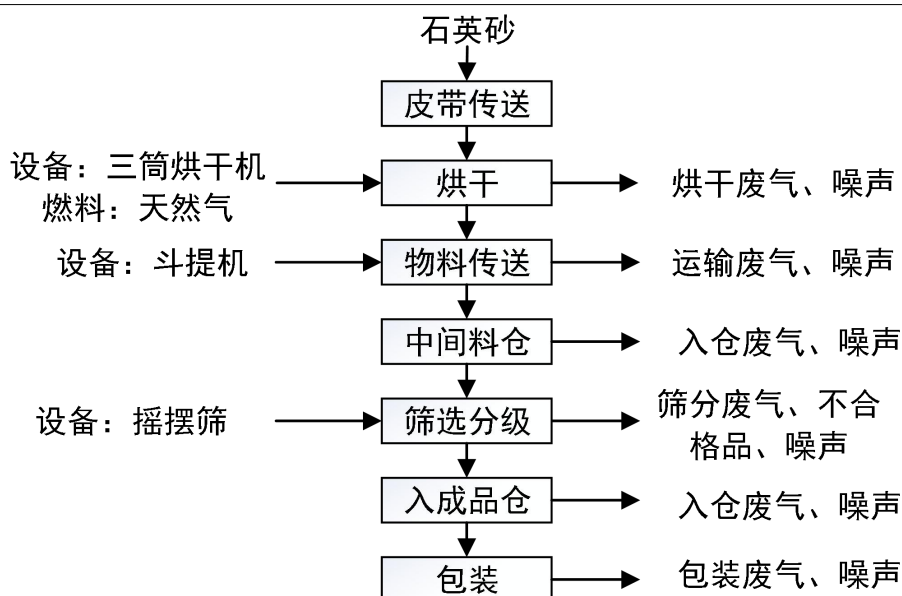 石英砂
皮带传送
设备：三筒烘干机
燃料：天然气
烘干
烘干废气、噪声
设备：斗提机
物料传送
运输废气、噪声
中间料仓
入仓废气、噪声
设备：摇摆筛
筛选分级
筛分废气、不合
格品、噪声
入成品仓
入仓废气、噪声
包装
包装废气、噪声